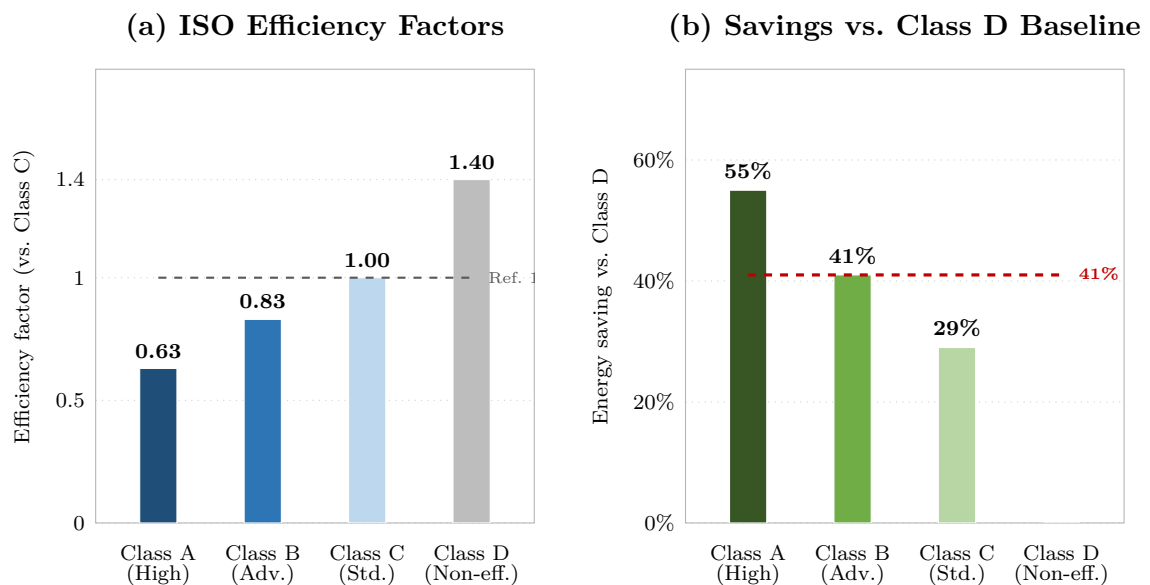 (a) ISO Efficiency Factors
Efficiency factor (vs. Class C)
1.4
1
0.5
0
0.63
0.83
1.00
1.40
Ref. 1
Class A
(High)
Class B
(Adv.)
Class C
(Std.)
Class D
(Non-eff.)
(b) Savings vs. Class D Baseline
Energy saving vs. Class D
60%
40%
20%
0%
55%
41%
29%
41%
Class A
(High)
Class B
(Adv.)
Class C
(Std.)
Class D
(Non-eff.)